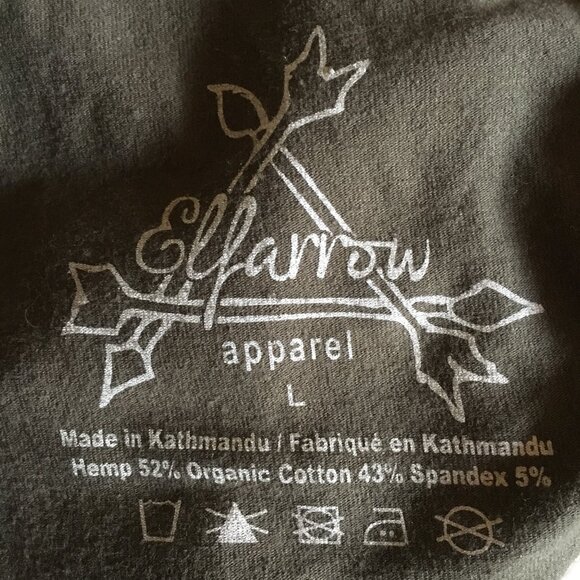 Elfarrow
apparel
L
Made in Kathmandu / Fabriqué en Kathmandu
Hemp 52% Organic Cotton 43% Spandex 5%